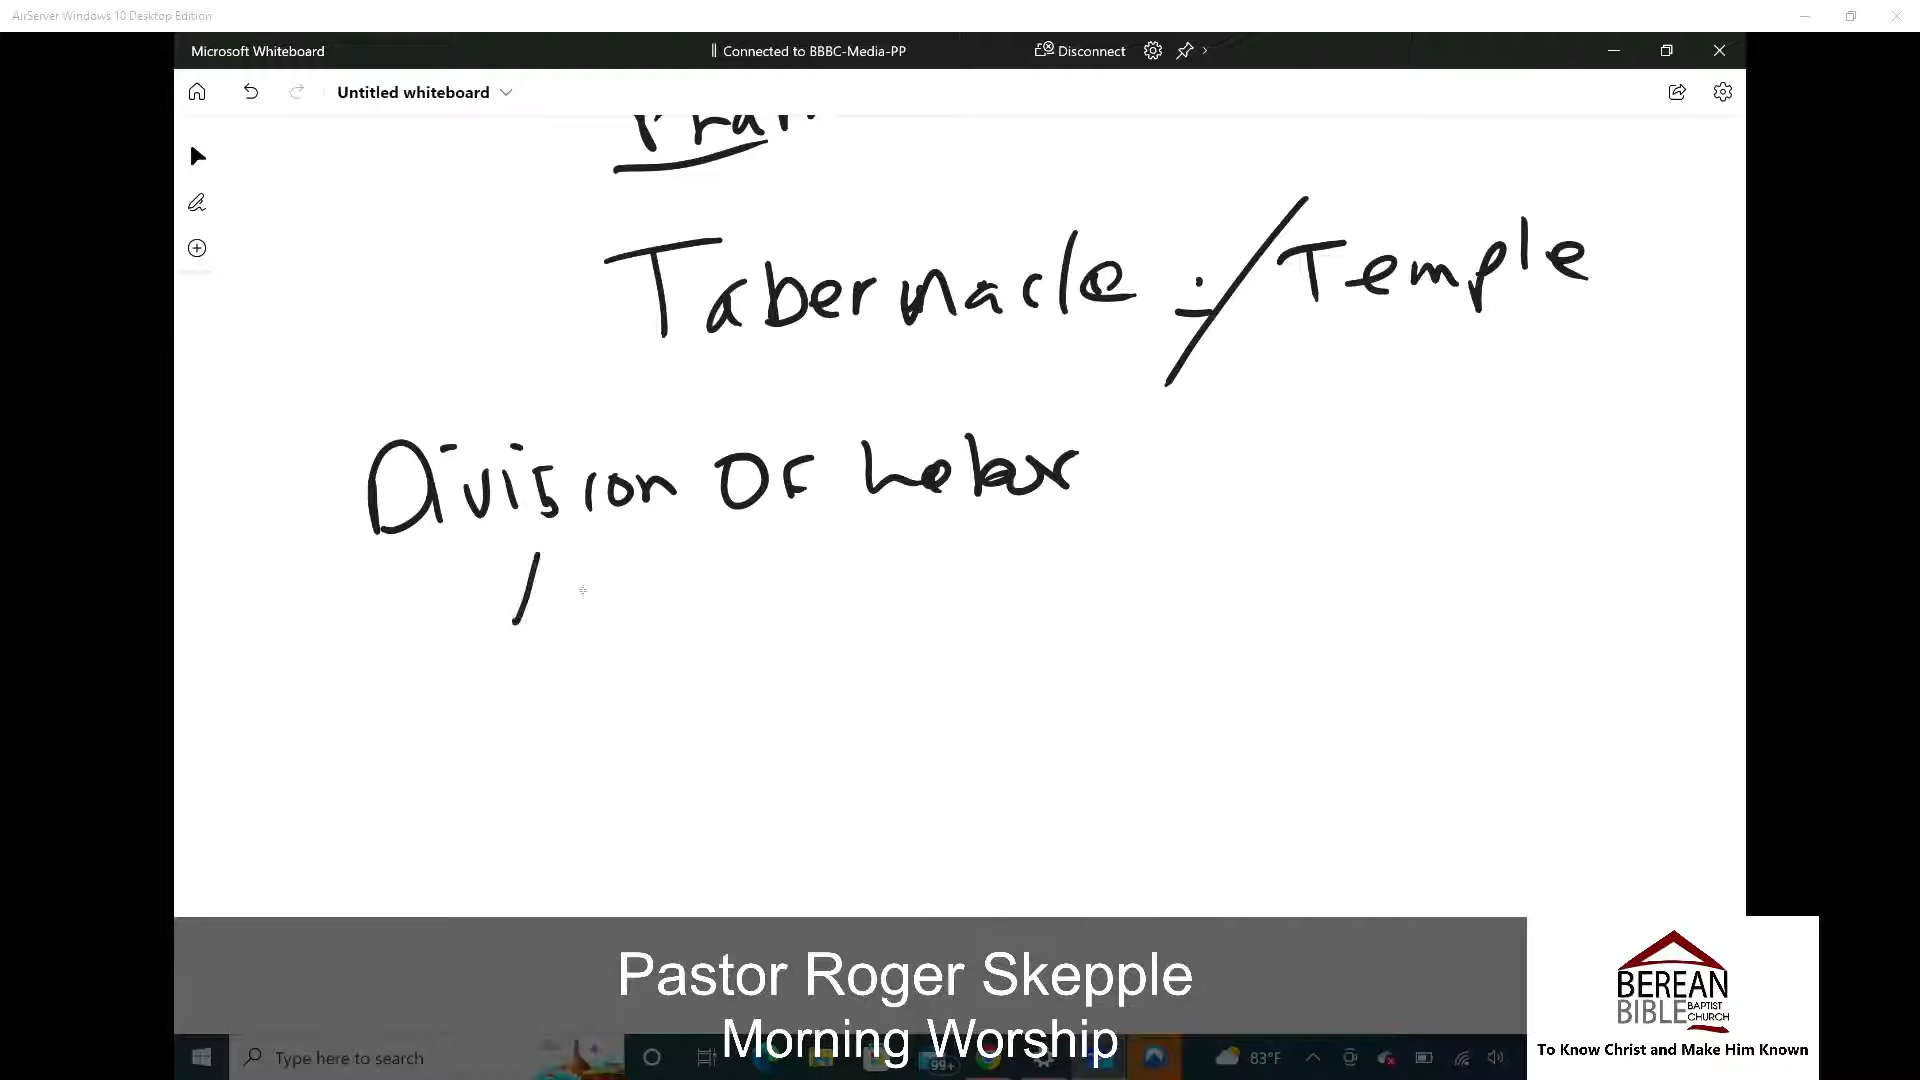 AirServer Windows 10 Desktop Edition
Microsoft Whiteboard
Connected to BBBC-Media-PP
Disconnect
Untitled whiteboard
Tabernacle / Temple
Division Of Labor
Pastor Roger Skepple
Morning Worship
BEREAN
BIBLE BAPTIST CHURCH
To Know Christ and Make Him Known
Type here to search
99+
83°F